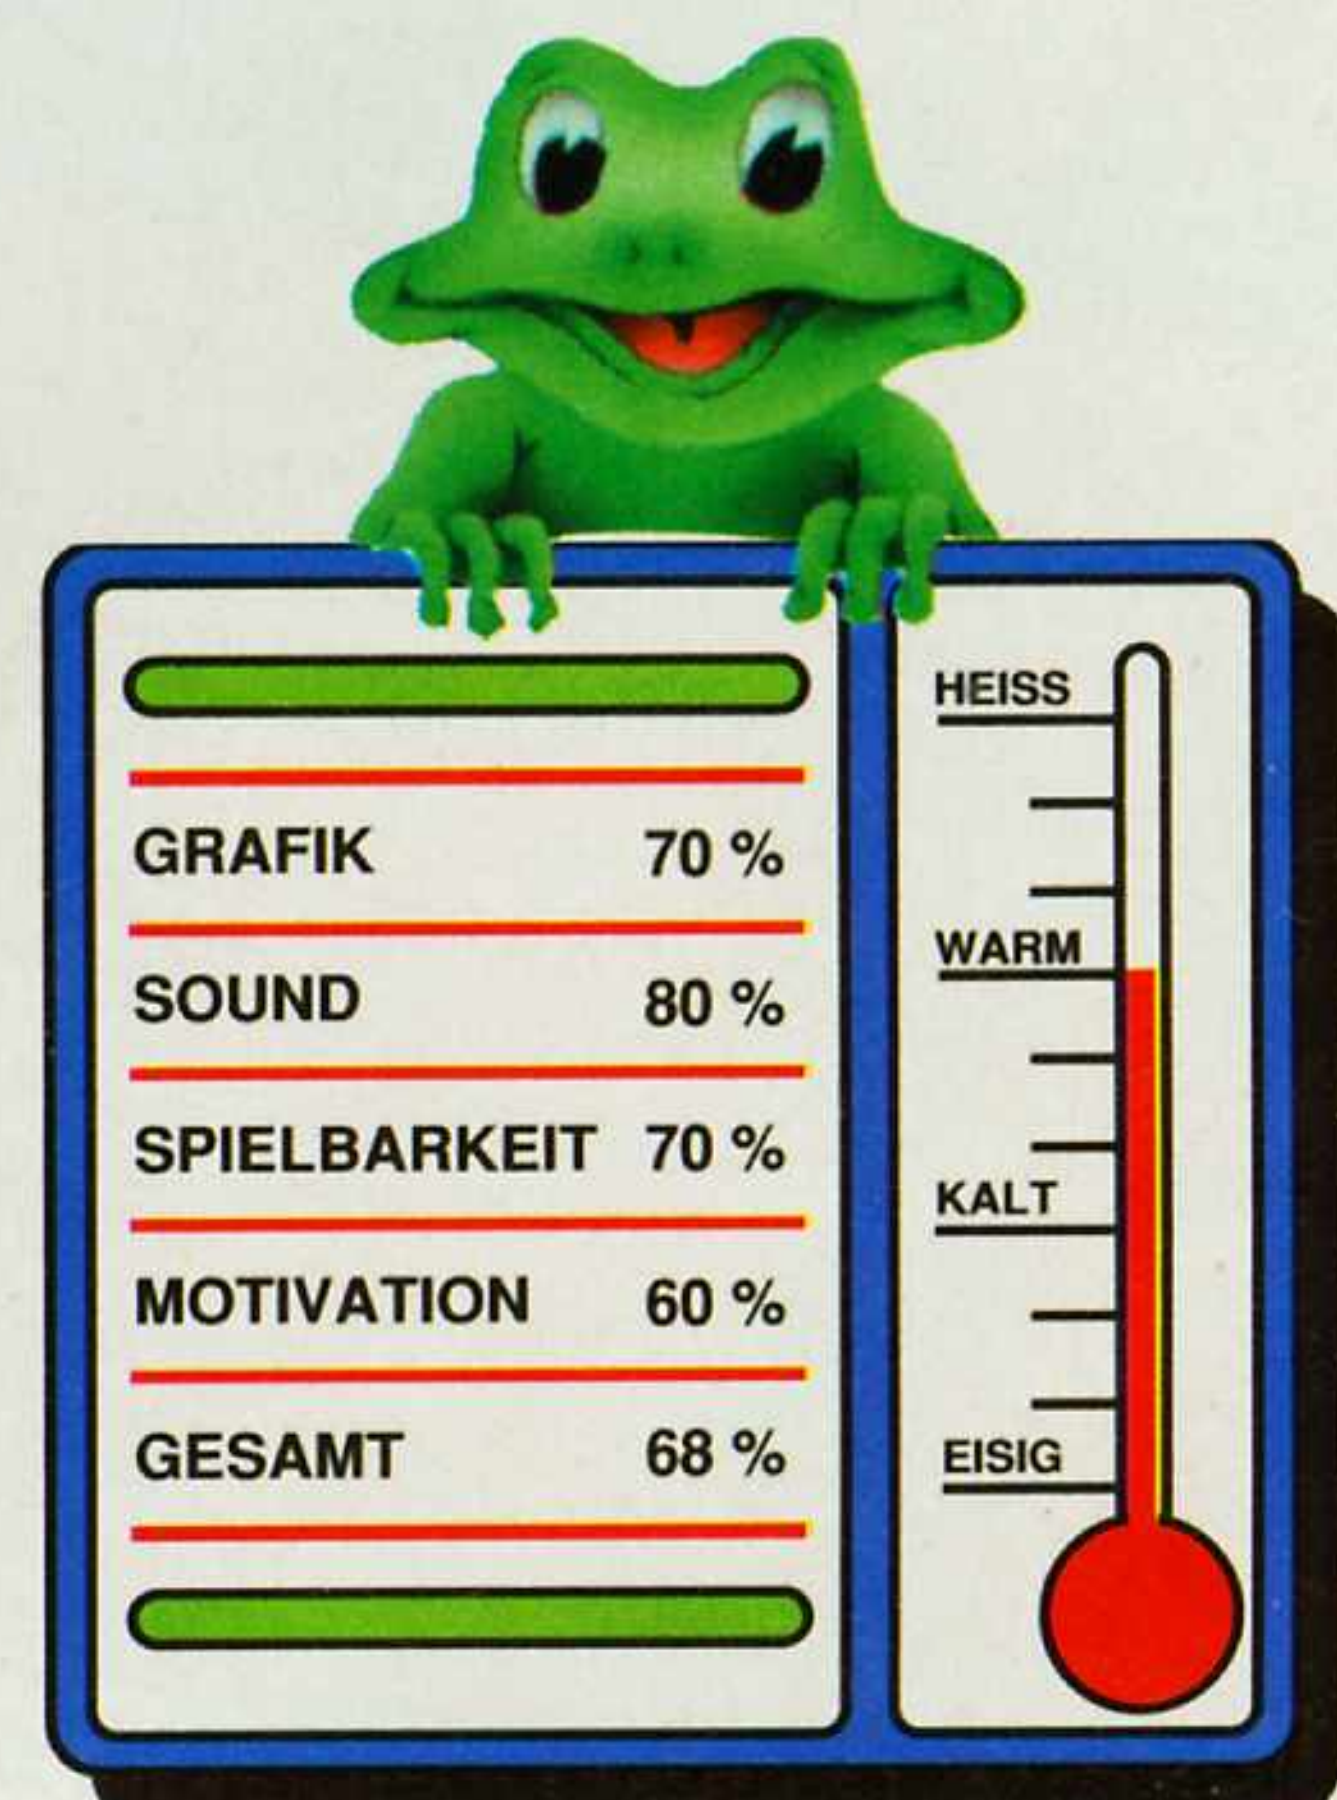 GRAFIK 70 %
SOUND 80 %
SPIELBARKEIT 70 %
MOTIVATION 60 %
GESAMT 68 %
HEISS
WARM
KALT
EISIG